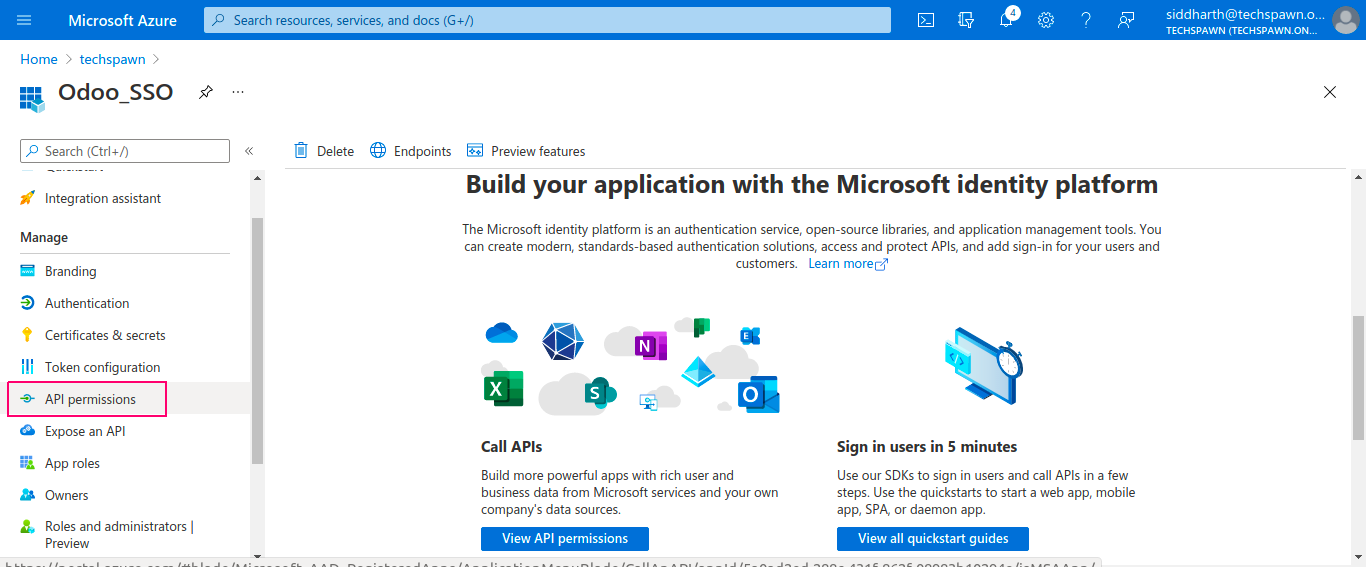 Microsoft Azure
Search resources, services, and docs (G+/)
4
siddharth@techspawn.o...
TECHSPAWN (TECHSPAWN.ON...
Home > techspawn >
Odoo_SSO
...
Search (Ctrl+/)
«
Delete
Endpoints
Preview features
Quickstart
Integration assistant
Manage
Branding
Authentication
Certificates & secrets
Token configuration
API permissions
Expose an API
App roles
Owners
Roles and administrators |
Preview
Build your application with the Microsoft identity platform
The Microsoft identity platform is an authentication service, open-source libraries, and application management tools. You
can create modern, standards-based authentication solutions, access and protect APIs, and add sign-in for your users and
customers. Learn more
N
E
X
S
O
Call APIs
Build more powerful apps with rich user and
business data from Microsoft services and your own
company's data sources.
View API permissions
Sign in users in 5 minutes
Use our SDKs to sign in users and call APIs in a few
steps. Use the quickstarts to start a web app, mobile
app, SPA, or daemon app.
View all quickstart guides